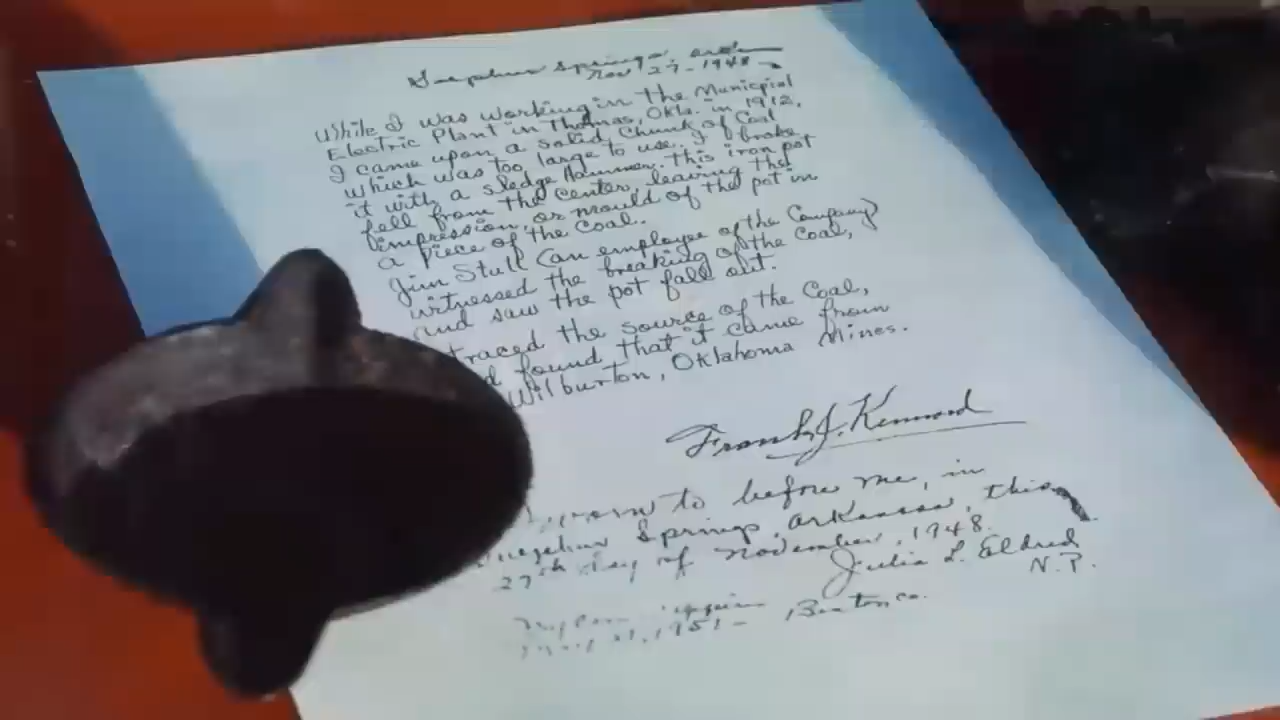 Sulphur Springs, Ark
Nov 27-1948
While I was working in the Municpial
Electric Plant in Thomas, Okla. in 1912,
I came upon a solid chunk of Coal
which was too large to use. I broke
it with a sledge Hammer, this iron pot
fell from the Center, leaving the
impression, or mould of the pot in
a piece of the Coal.
Jim Stull (an employee of the Company)
witnessed the breaking of the Coal,
and saw the pot fall out.
traced the source of the Coal,
found that it came from
Wilburton, Oklahoma Mines.
Frank J. Kennard
to before me, in
Springs, Arkansas, this
27th day of November, 1948.
Julia L. Eldred
N.P.
1951 - Benton Co.